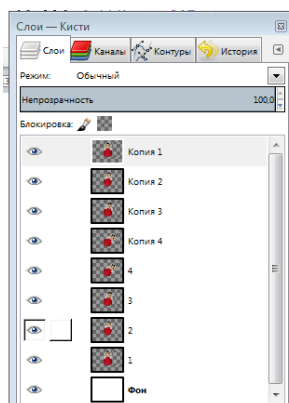 Слои — Кисти
Слои Каналы Контуры История
Режим: Обычный
Непрозрачность 100,0
Блокировка:
Копия 1
Копия 2
Копия 3
Копия 4
4
3
2
1
Фон